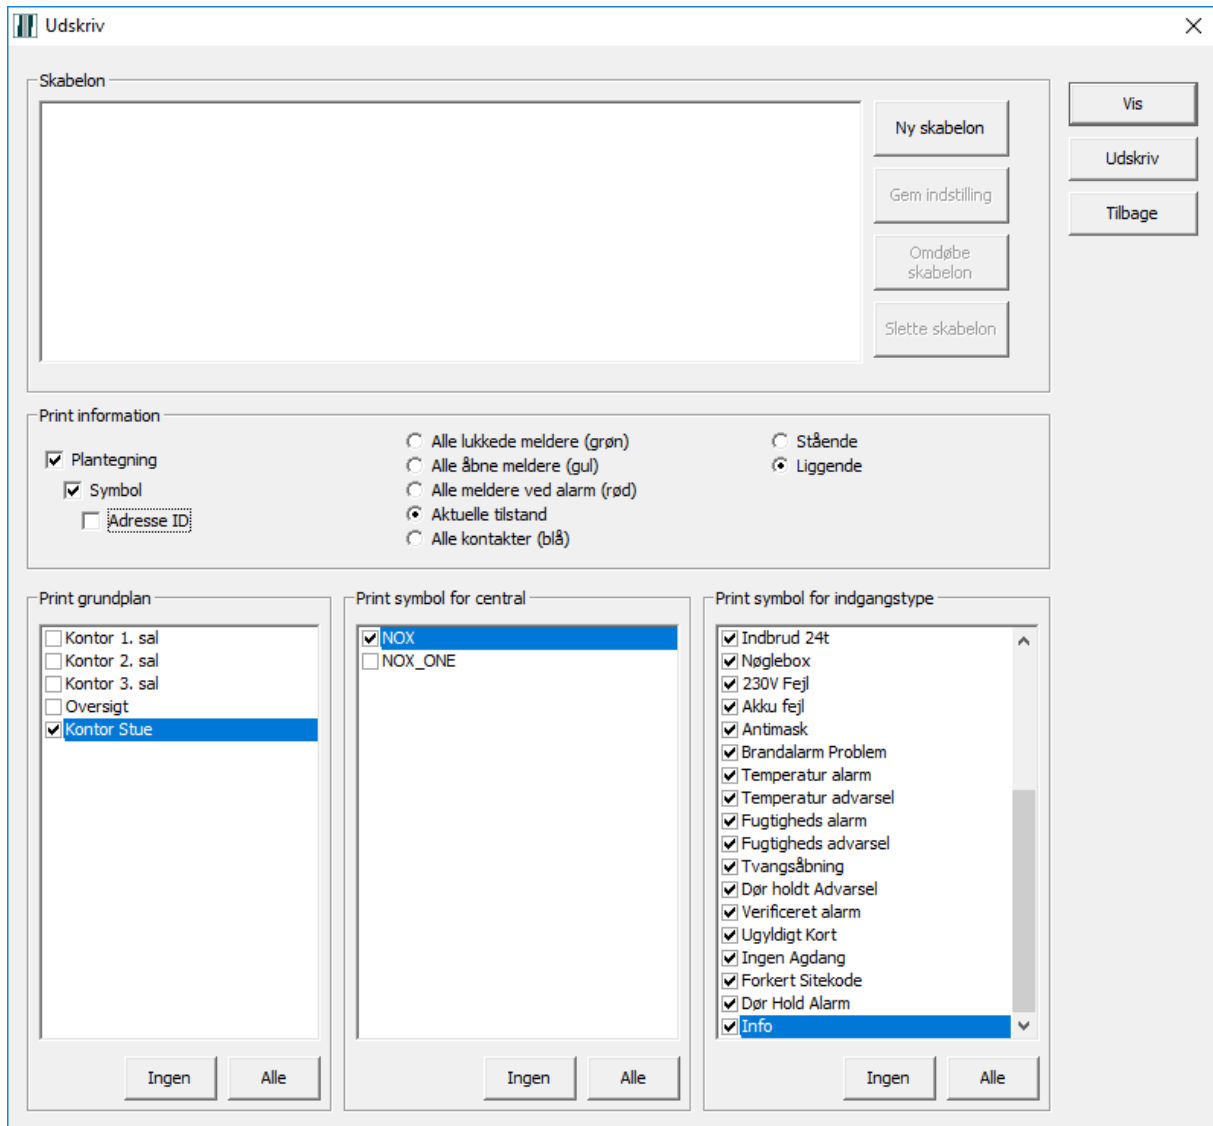 Udskriv
Skabelon
Ny skabelon
Gem indstilling
Omdøbe
skabelon
Slette skabelon
Vis
Udskriv
Tilbage
Print information
Plantegning
Symbol
Adresse ID
Alle lukkede meldere (grøn)
Alle åbne meldere (gul)
Alle meldere ved alarm (rød)
Aktuelle tilstand
Alle kontakter (blå)
Stående
Liggende
Print grundplan
Kontor 1. sal
Kontor 2. sal
Kontor 3. sal
Oversigt
Kontor Stue
Ingen
Alle
Print symbol for central
NOX
NOX_ONE
Ingen
Alle
Print symbol for indgangstype
Indbrud 24t
Nøglebox
230V Fejl
Akku fejl
Antimask
Brandalarm Problem
Temperatur alarm
Temperatur advarsel
Fugtigheds alarm
Fugtigheds advarsel
Tvangsåbning
Dør holdt Advarsel
Verificeret alarm
Ugyldigt Kort
Ingen Agdang
Forkert Sitekode
Dør Hold Alarm
Info
Ingen
Alle